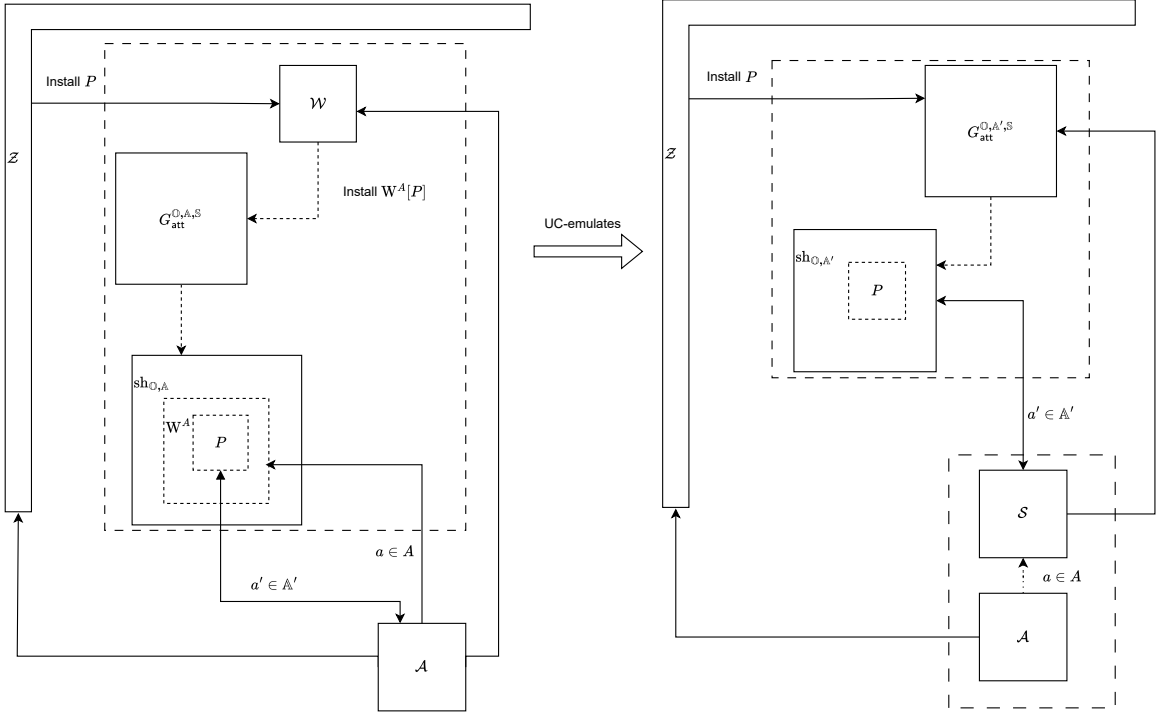 Install P
𝒲
𝒵
Install W^A[P]
G_att^{𝕆,𝔸,𝕊}
sh_{𝕆,𝔸}
W^A
P
a ∈ A
a′ ∈ 𝔸′
𝒜
UC-emulates
Install P
G_att^{𝕆,𝔸′,𝕊}
𝒵
sh_{𝕆,𝔸′}
P
a′ ∈ 𝔸′
𝒮
a ∈ A
𝒜